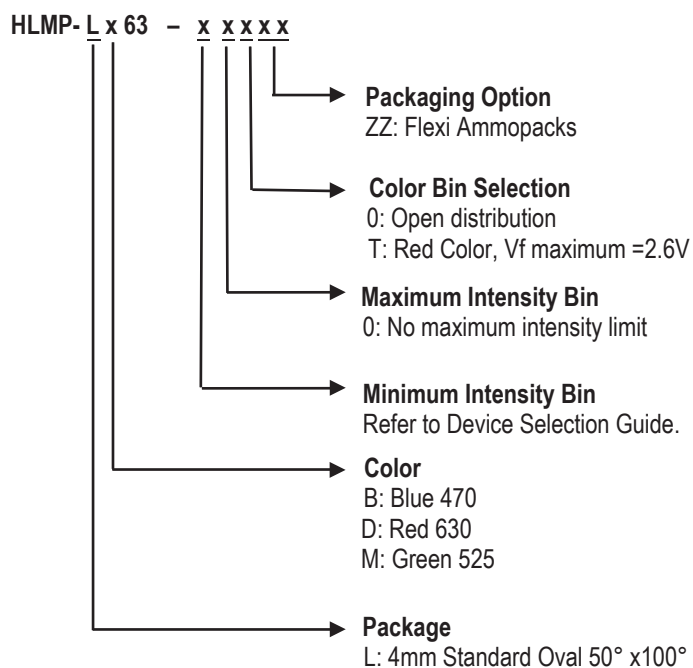 HLMP- L x 63 – x x x x x
Packaging Option
ZZ: Flexi Ammopacks
Color Bin Selection
0: Open distribution
T: Red Color, Vf maximum =2.6V
Maximum Intensity Bin
0: No maximum intensity limit
Minimum Intensity Bin
Refer to Device Selection Guide.
Color
B: Blue 470
D: Red 630
M: Green 525
Package
L: 4mm Standard Oval 50° x100°